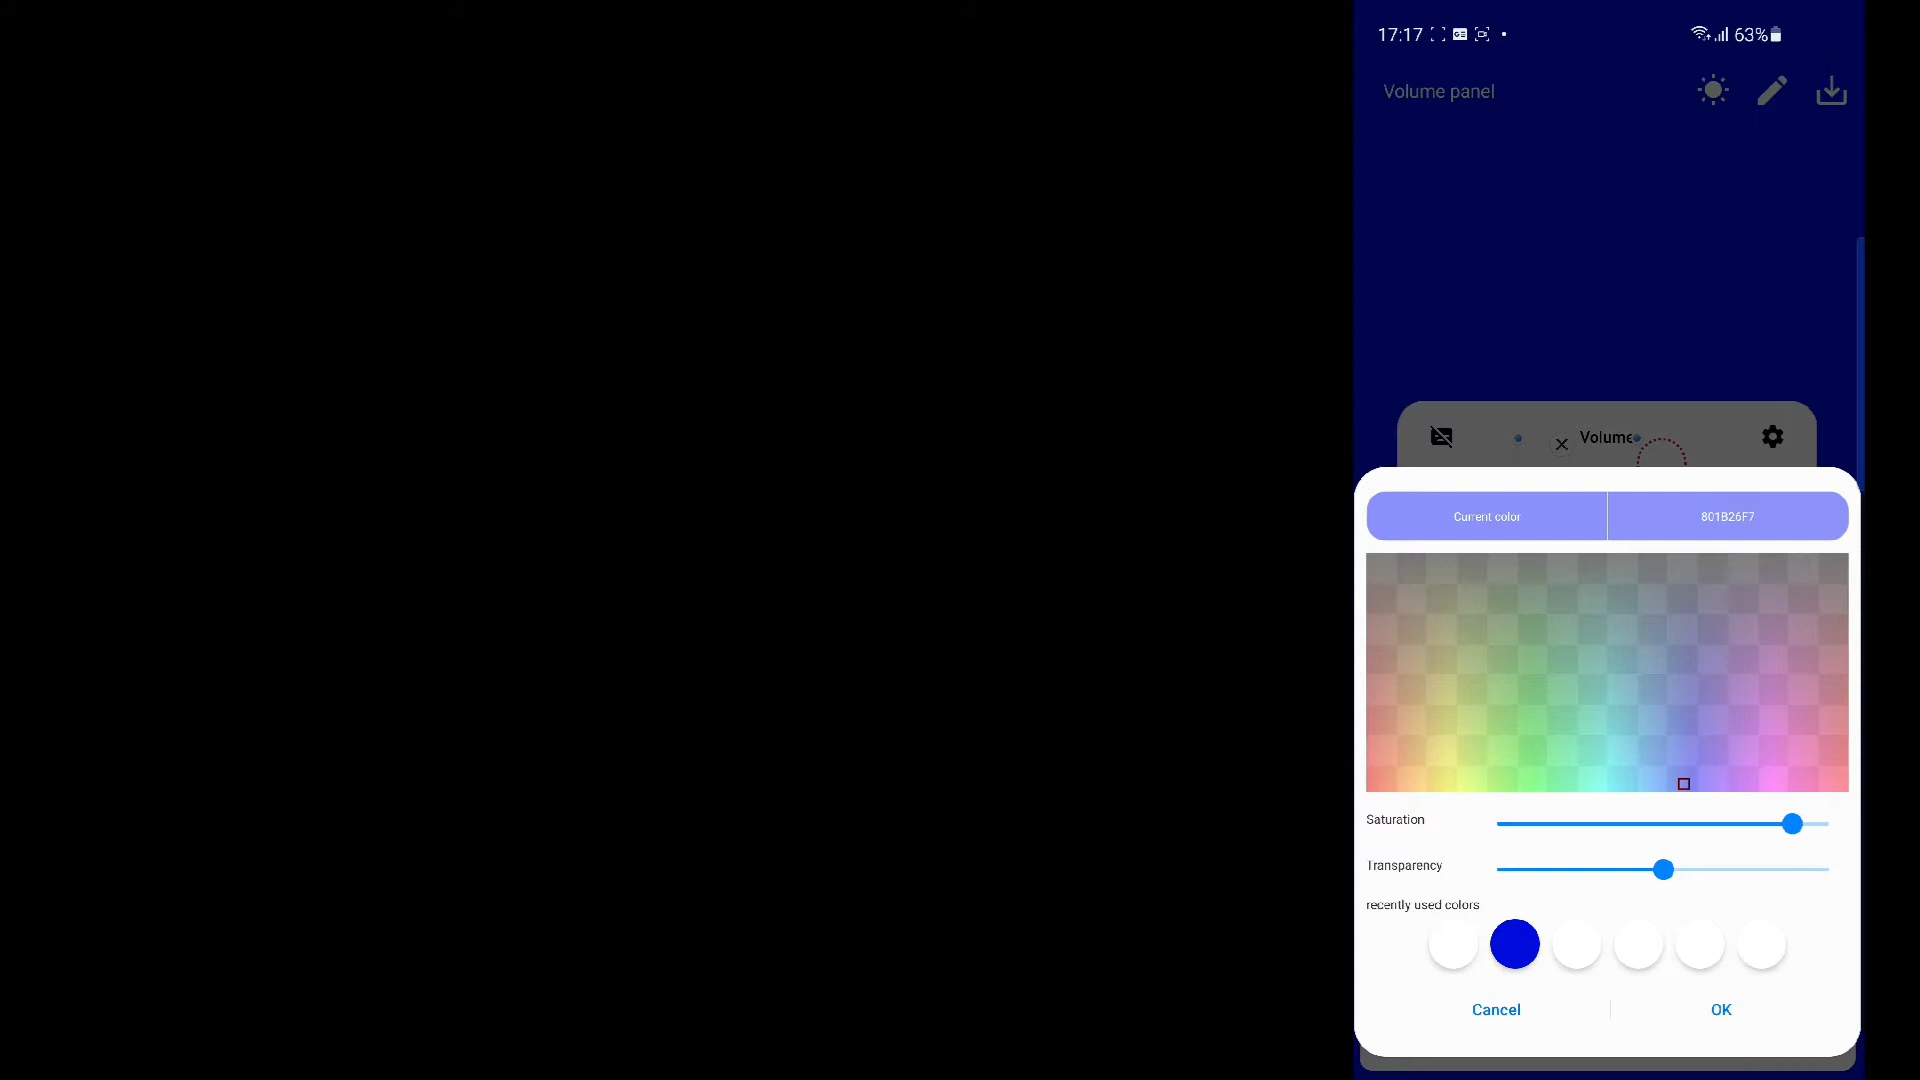 17:17
63%
Volume panel
Volume
Current color
801B26F7
Saturation
Transparency
recently used colors
Cancel
OK